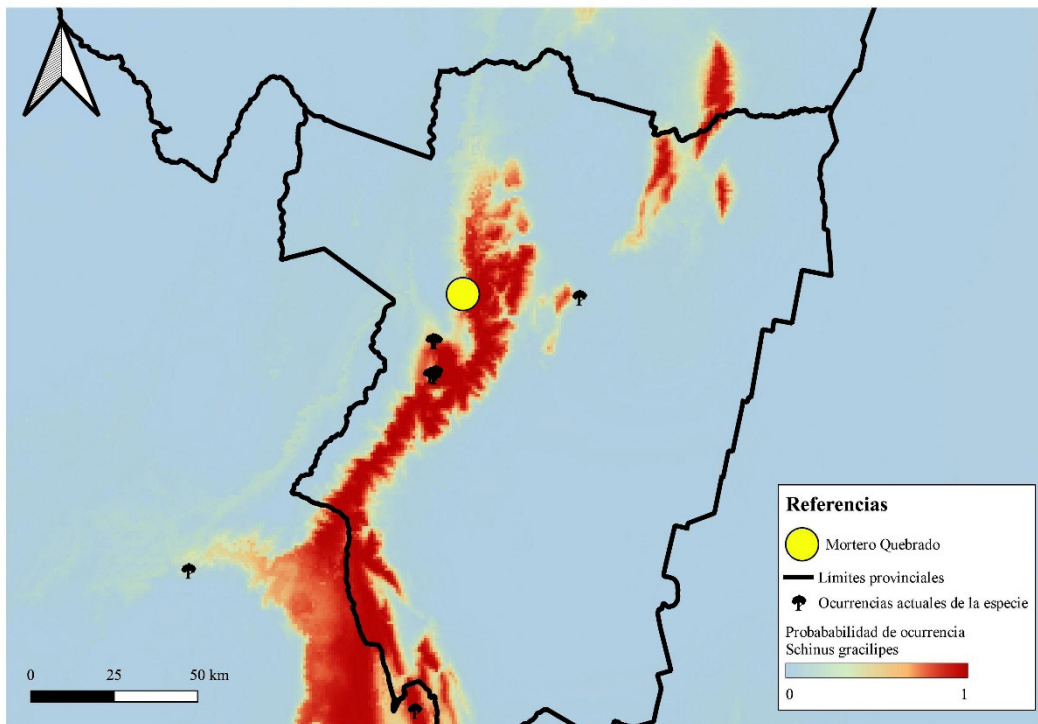 Referencias
Mortero Quebrado
Límites provinciales
Ocurrencias actuales de la especie
Probababilidad de ocurrencia
Schinus gracilipes
0 1
0 25 50 km